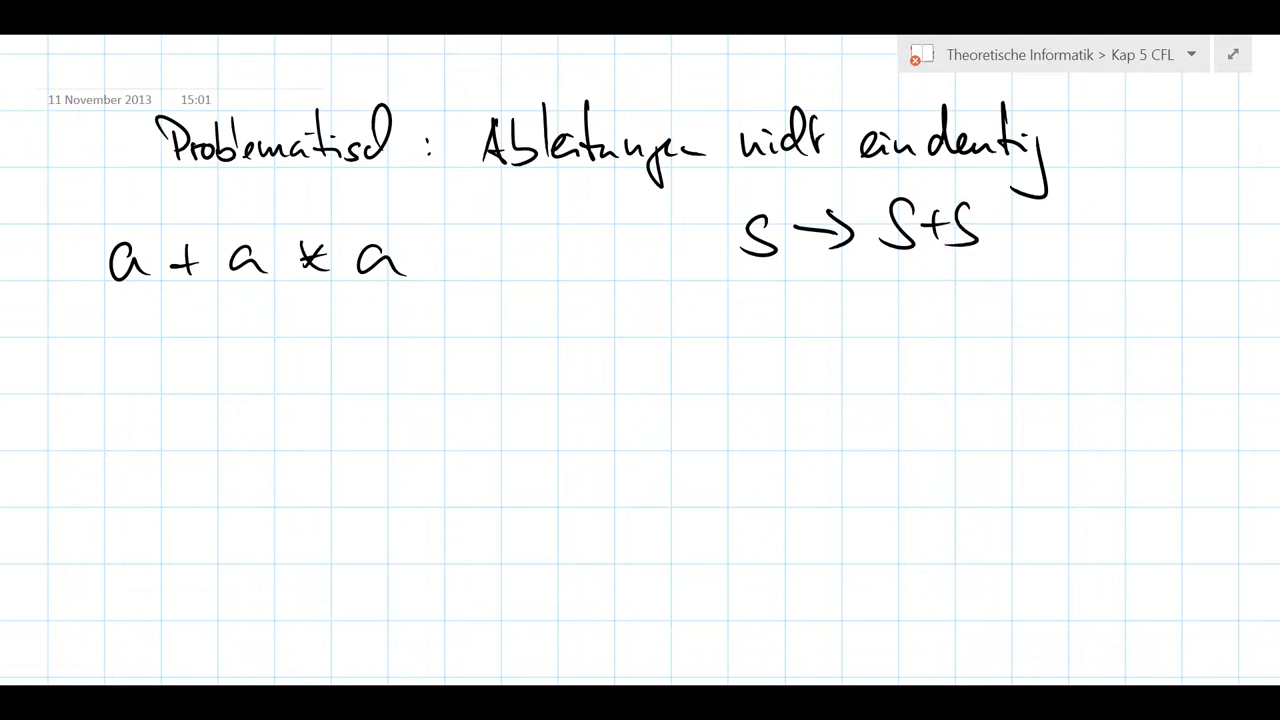 Theoretische Informatik > Kap 5 CFL
11 November 2013 15:01
Problematisch : Ableitungen nicht eindeutig
S → S+S
a + a * a